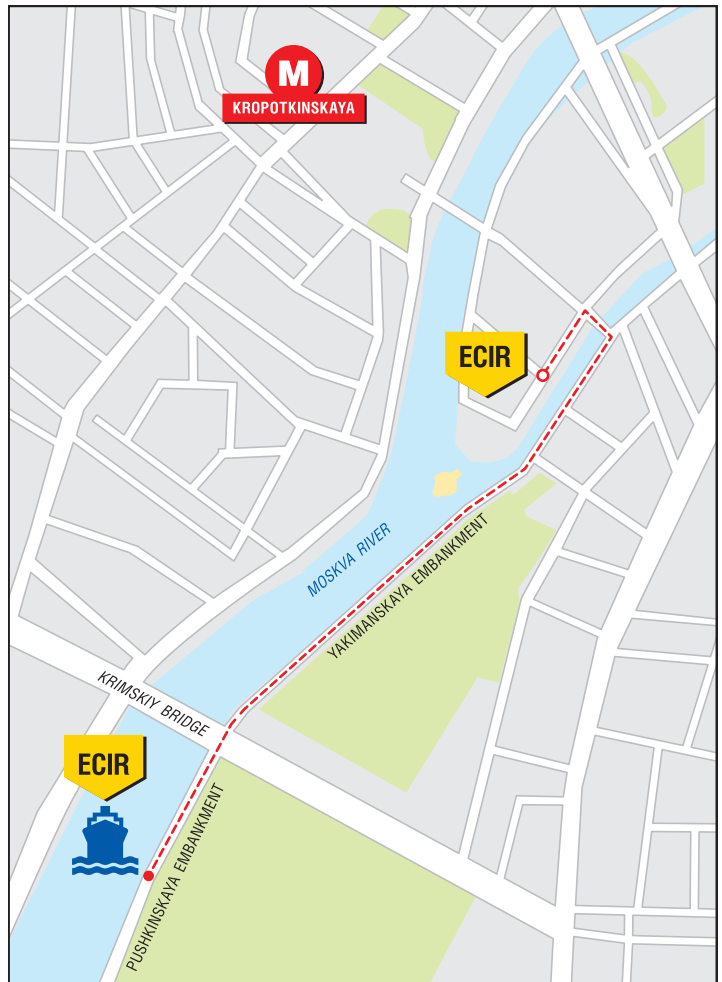 M
KROPOTKINSKAYA
ECIR
MOSKVA RIVER
YAKIMANSKAYA EMBANKMENT
KRIMSKIY BRIDGE
ECIR
PUSHKINSKAYA EMBANKMENT